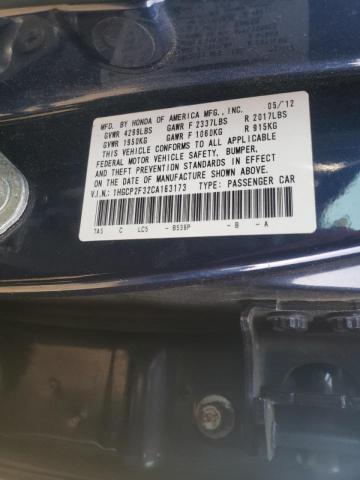 MFD. BY HONDA OF AMERICA MFG., INC. 05/12
GVWR 4299LBS GAWR F 2337LBS R 2017LBS
GVWR 1950KG GAWR F 1060KG R 915KG
THIS VEHICLE CONFORMS TO ALL APPLICABLE
FEDERAL MOTOR VEHICLE SAFETY, BUMPER,
AND THEFT PREVENTION STANDARDS IN EFFECT
ON THE DATE OF MANUFACTURE SHOWN ABOVE.
V.I.N.: 1HGCP2F32CA163173 TYPE: PASSENGER CAR
TA5 C LC5 - B536P - B - A